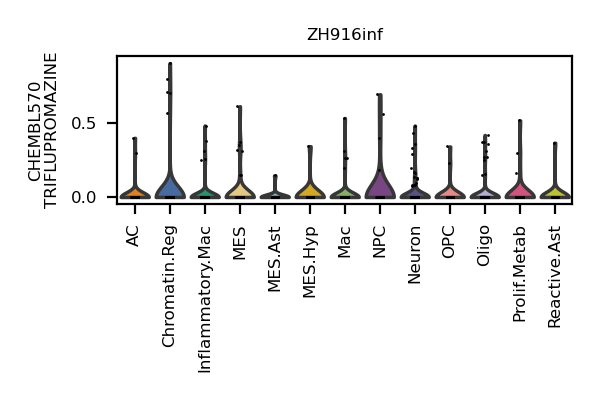 ZH916inf
CHEMBL570
TRIFLUPROMAZINE
0.5
0.0
AC
Chromatin.Reg
Inflammatory.Mac
MES
MES.Ast
MES.Hyp
Mac
NPC
Neuron
OPC
Oligo
Prolif.Metab
Reactive.Ast